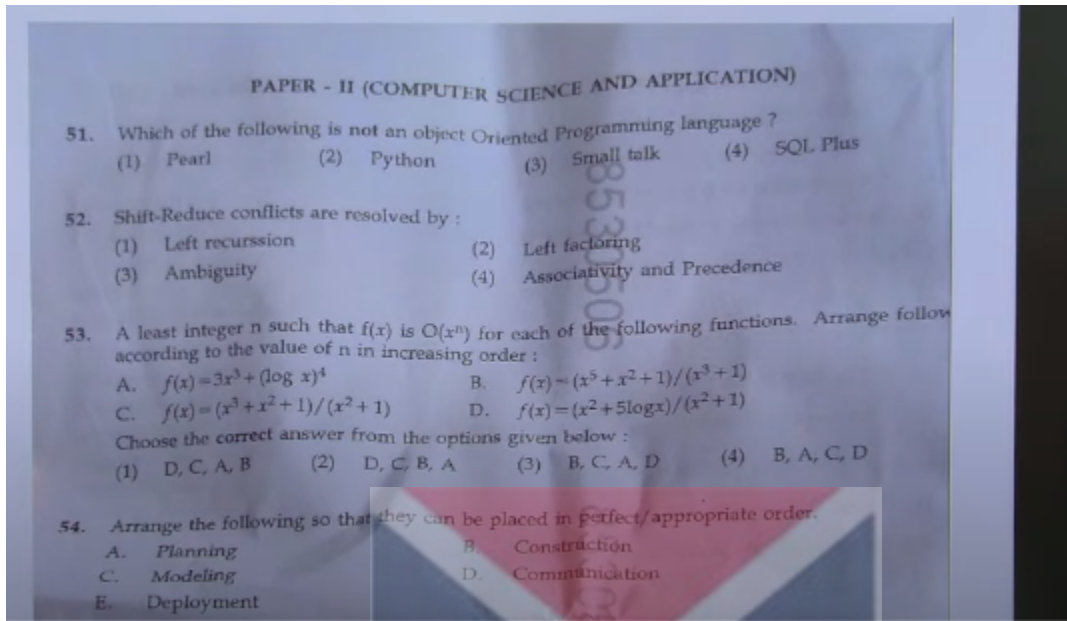 PAPER - II (COMPUTER SCIENCE AND APPLICATION)
51. Which of the following is not an object Oriented Programming language ?
(1) Pearl (2) Python (3) Small talk (4) SQL Plus
52. Shift-Reduce conflicts are resolved by :
(1) Left recurssion (2) Left factoring
(3) Ambiguity (4) Associativity and Precedence
53. A least integer n such that f(x) is O(xⁿ) for each of the following functions. Arrange follow
according to the value of n in increasing order :
A. f(x)=3x³+(log x)⁴ B. f(x)=(x⁵+x²+1)/(x³+1)
C. f(x)=(x³+x²+1)/(x²+1) D. f(x)=(x²+5logx)/(x²+1)
Choose the correct answer from the options given below :
(1) D, C, A, B (2) D, C, B, A (3) B, C, A, D (4) B, A, C, D
54. Arrange the following so that they can be placed in perfect/appropriate order.
A. Planning B. Construction
C. Modeling D. Communication
E. Deployment
8530506